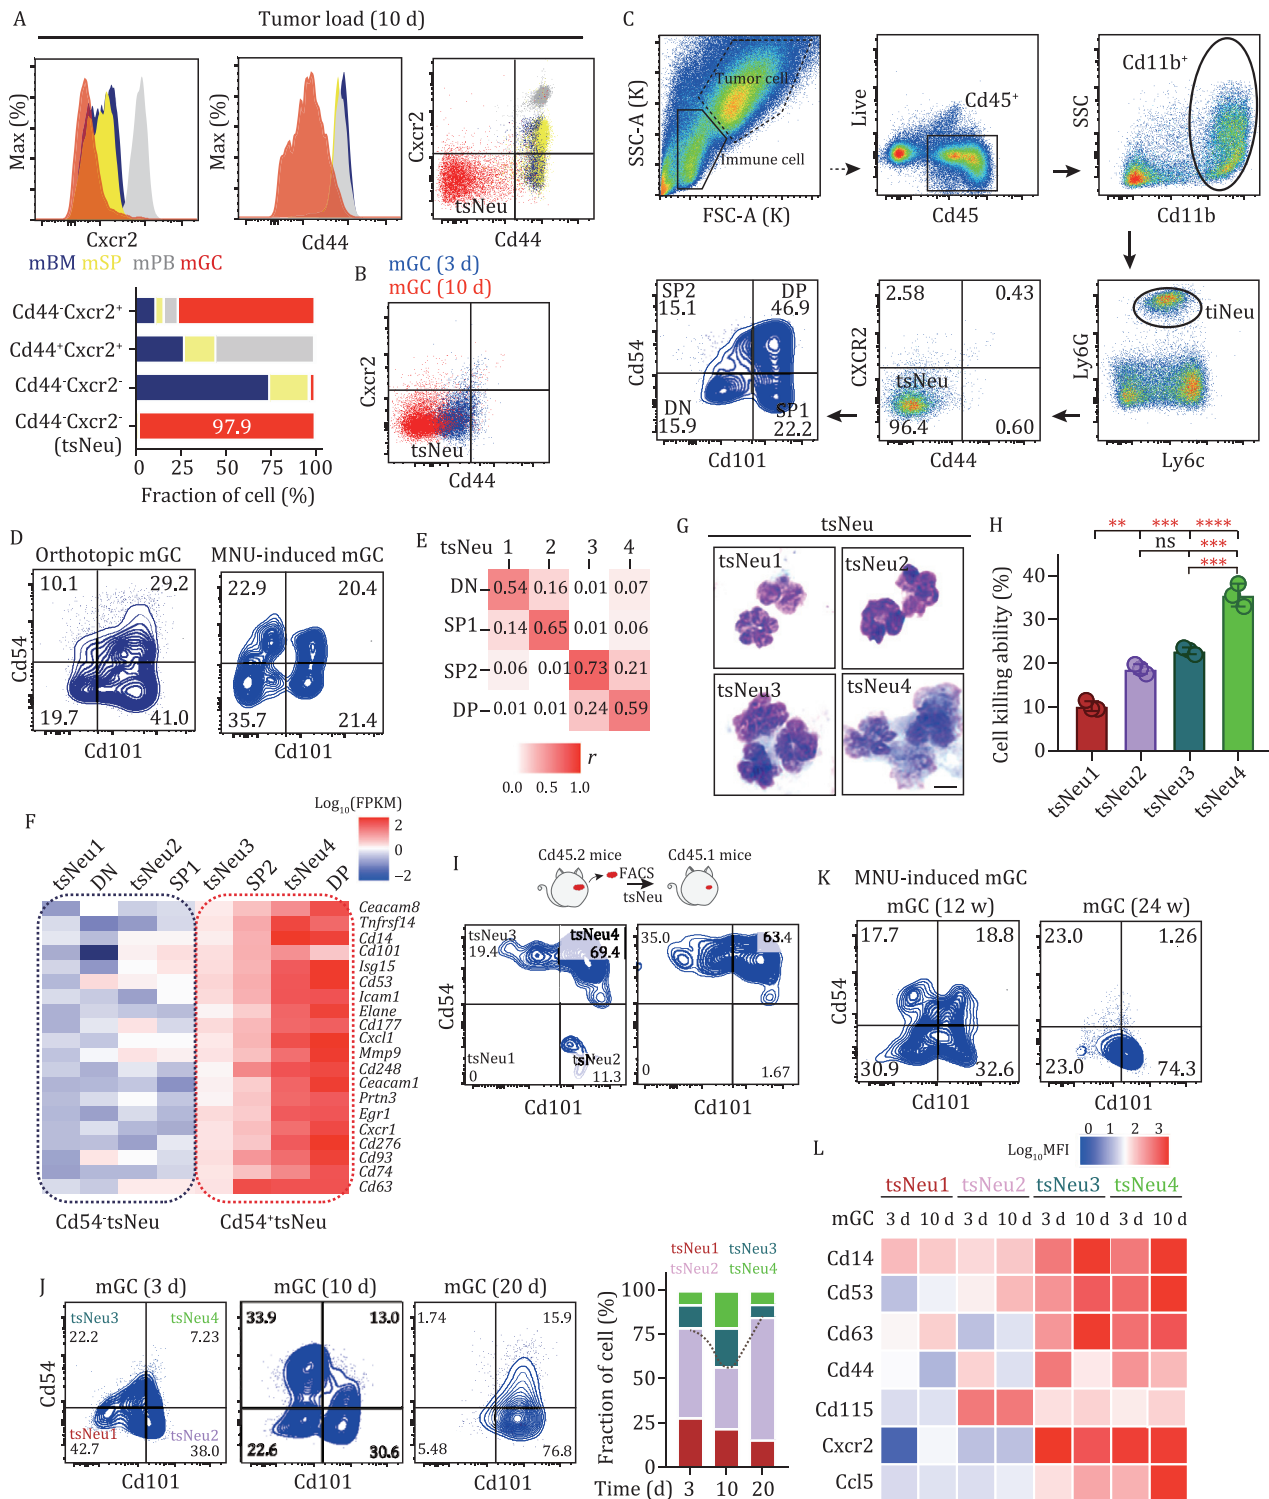 A
Tumor load (10 d)
Max (%)
Cxcr2
Max (%)
Cd44
Cxcr2
tsNeu
Cd44
mBM mSP mPB mGC
Cd44⁻Cxcr2⁺
Cd44⁺Cxcr2⁺
Cd44⁻Cxcr2⁻
Cd44⁻Cxcr2⁻
(tsNeu)
97.9
0 25 50 75 100
Fraction of cell (%)
B
mGC (3 d)
mGC (10 d)
Cxcr2
tsNeu
Cd44
C
SSC-A (K)
Tumor cell
Immune cell
FSC-A (K)
Live
Cd45⁺
Cd45
SSC
Cd11b⁺
Cd11b
Ly6G
tiNeu
Ly6c
CXCR2
2.58 0.43
tsNeu
96.4 0.60
Cd44
Cd54
SP2 DP
15.1 46.9
DN SP1
15.9 22.2
Cd101
D
Orthotopic mGC
MNU-induced mGC
Cd54
10.1 29.2
19.7 41.0
Cd101
22.9 20.4
35.7 21.4
Cd101
E
tsNeu 1 2 3 4
DN 0.54 0.16 0.01 0.07
SP1 0.14 0.65 0.01 0.06
SP2 0.06 0.01 0.73 0.21
DP 0.01 0.01 0.24 0.59
r
0.0 0.5 1.0
F
Log₁₀(FPKM)
2
0
−2
tsNeu1 DN tsNeu2 SP1 tsNeu3 SP2 tsNeu4 DP
Ceacam8
Tnfrsf14
Cd14
Cd101
Isg15
Cd53
Icam1
Elane
Cd177
Cxcl1
Mmp9
Cd248
Ceacam1
Prtn3
Egr1
Cxcr1
Cd276
Cd93
Cd74
Cd63
Cd54⁻tsNeu
Cd54⁺tsNeu
G
tsNeu
tsNeu1
tsNeu2
tsNeu3
tsNeu4
H
** *** ****
ns ***
***
Cell killing ability (%)
40
30
20
10
0
tsNeu1 tsNeu2 tsNeu3 tsNeu4
I
Cd45.2 mice Cd45.1 mice
FACS
tsNeu
Cd54
tsNeu3 tsNeu4
19.4 69.4
tsNeu1 tsNeu2
0 11.3
Cd101
35.0 63.4
0 1.67
Cd101
K
MNU-induced mGC
mGC (12 w)
mGC (24 w)
Cd54
17.7 18.8
30.9 32.6
Cd101
23.0 1.26
23.0 74.3
Cd101
J
mGC (3 d)
mGC (10 d)
mGC (20 d)
Cd54
tsNeu3 tsNeu4
22.2 7.23
tsNeu1 tsNeu2
42.7 38.0
Cd101
33.9 13.0
22.6 30.6
Cd101
1.74 15.9
5.48 76.8
Cd101
tsNeu1 tsNeu3
tsNeu2 tsNeu4
Fraction of cell (%)
100
75
50
25
0
Time (d) 3 10 20
L
Log₁₀MFI
0 1 2 3
tsNeu1 tsNeu2 tsNeu3 tsNeu4
mGC 3 d 10 d 3 d 10 d 3 d 10 d 3 d 10 d
Cd14
Cd53
Cd63
Cd44
Cd115
Cxcr2
Ccl5